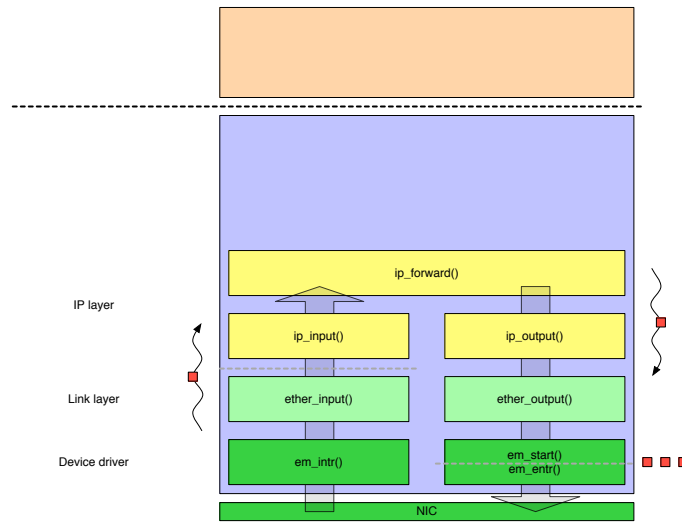 ip_forward()
IP layer
ip_input()
ip_output()
Link layer
ether_input()
ether_output()
Device driver
em_intr()
em_start()
em_entr()
NIC